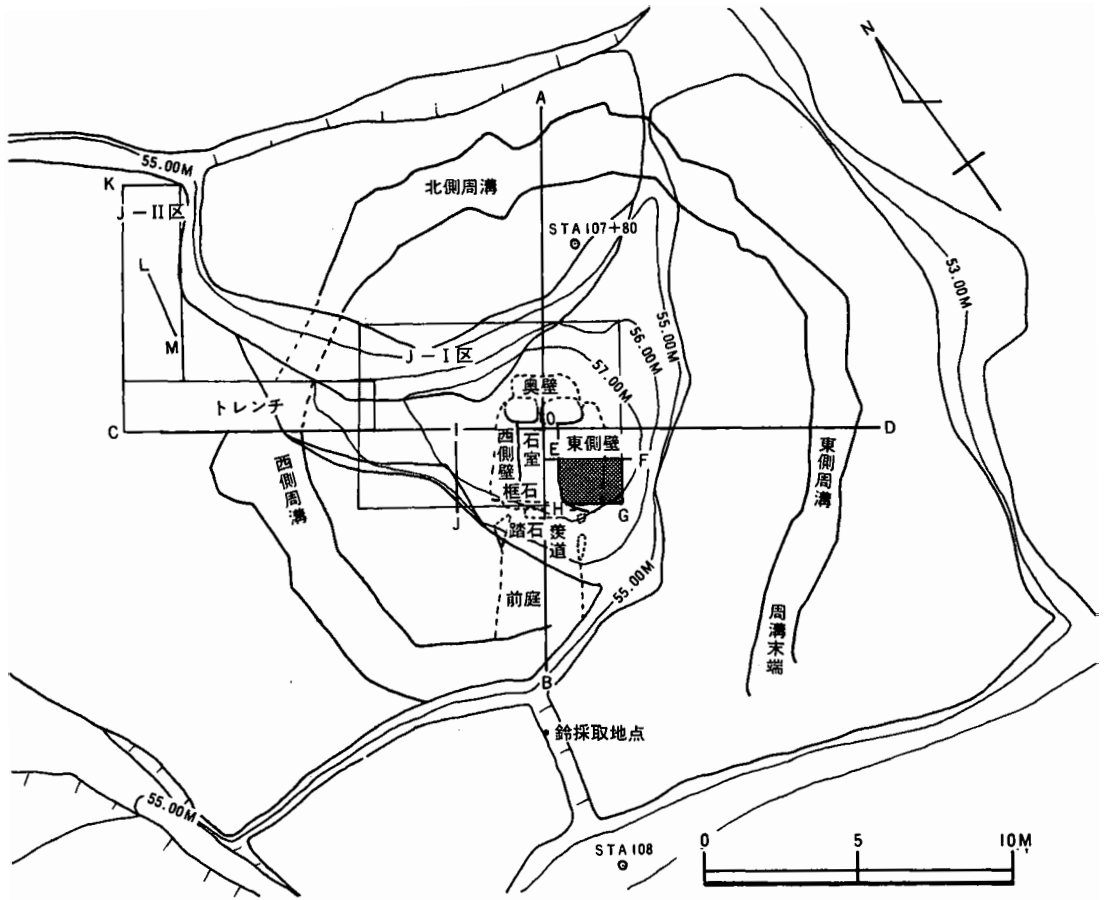 N
A
55.00M
K
J-II区
北側周溝
STA107+80
L
53.00M
M
J-I区
55.00M
56.00M
57.00M
奥壁
トレンチ
C
I
O
D
西側壁
石室
E
東側壁
F
東側周溝
西側周溝
框石
H
G
J
踏石
羨道
前庭
55.00M
周溝末端
B
鈴採取地点
55.00M
STA108
0
5
10M